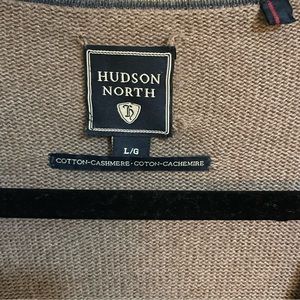 HUDSON
NORTH
L/G
COTTON-CASHMERE · COTON-CACHEMIRE